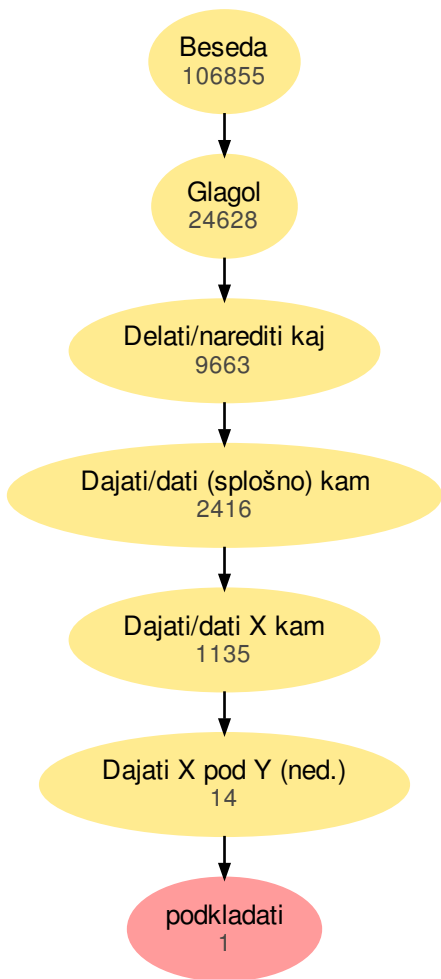 Beseda
106855
Glagol
24628
Delati/narediti kaj
9663
Dajati/dati (splošno) kam
2416
Dajati/dati X kam
1135
Dajati X pod Y (ned.)
14
podkladati
1